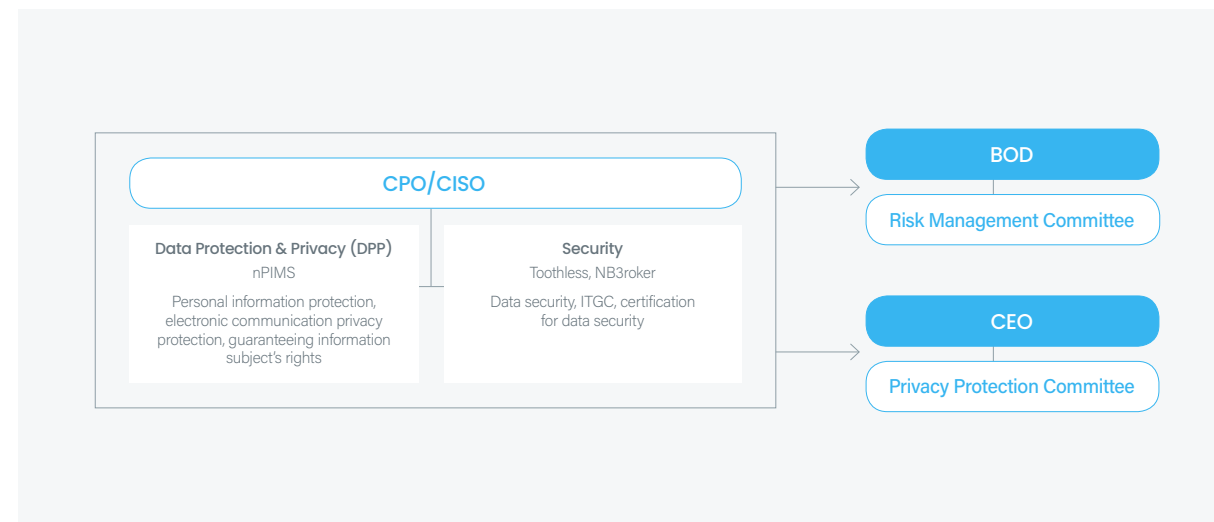 CPO/CISO
Data Protection & Privacy (DPP)
nPIMS
Personal information protection,
electronic communication privacy
protection, guaranteeing information
subject's rights
Security
Toothless, NB3roker
Data security, ITGC, certification
for data security
BOD
Risk Management Committee
CEO
Privacy Protection Committee